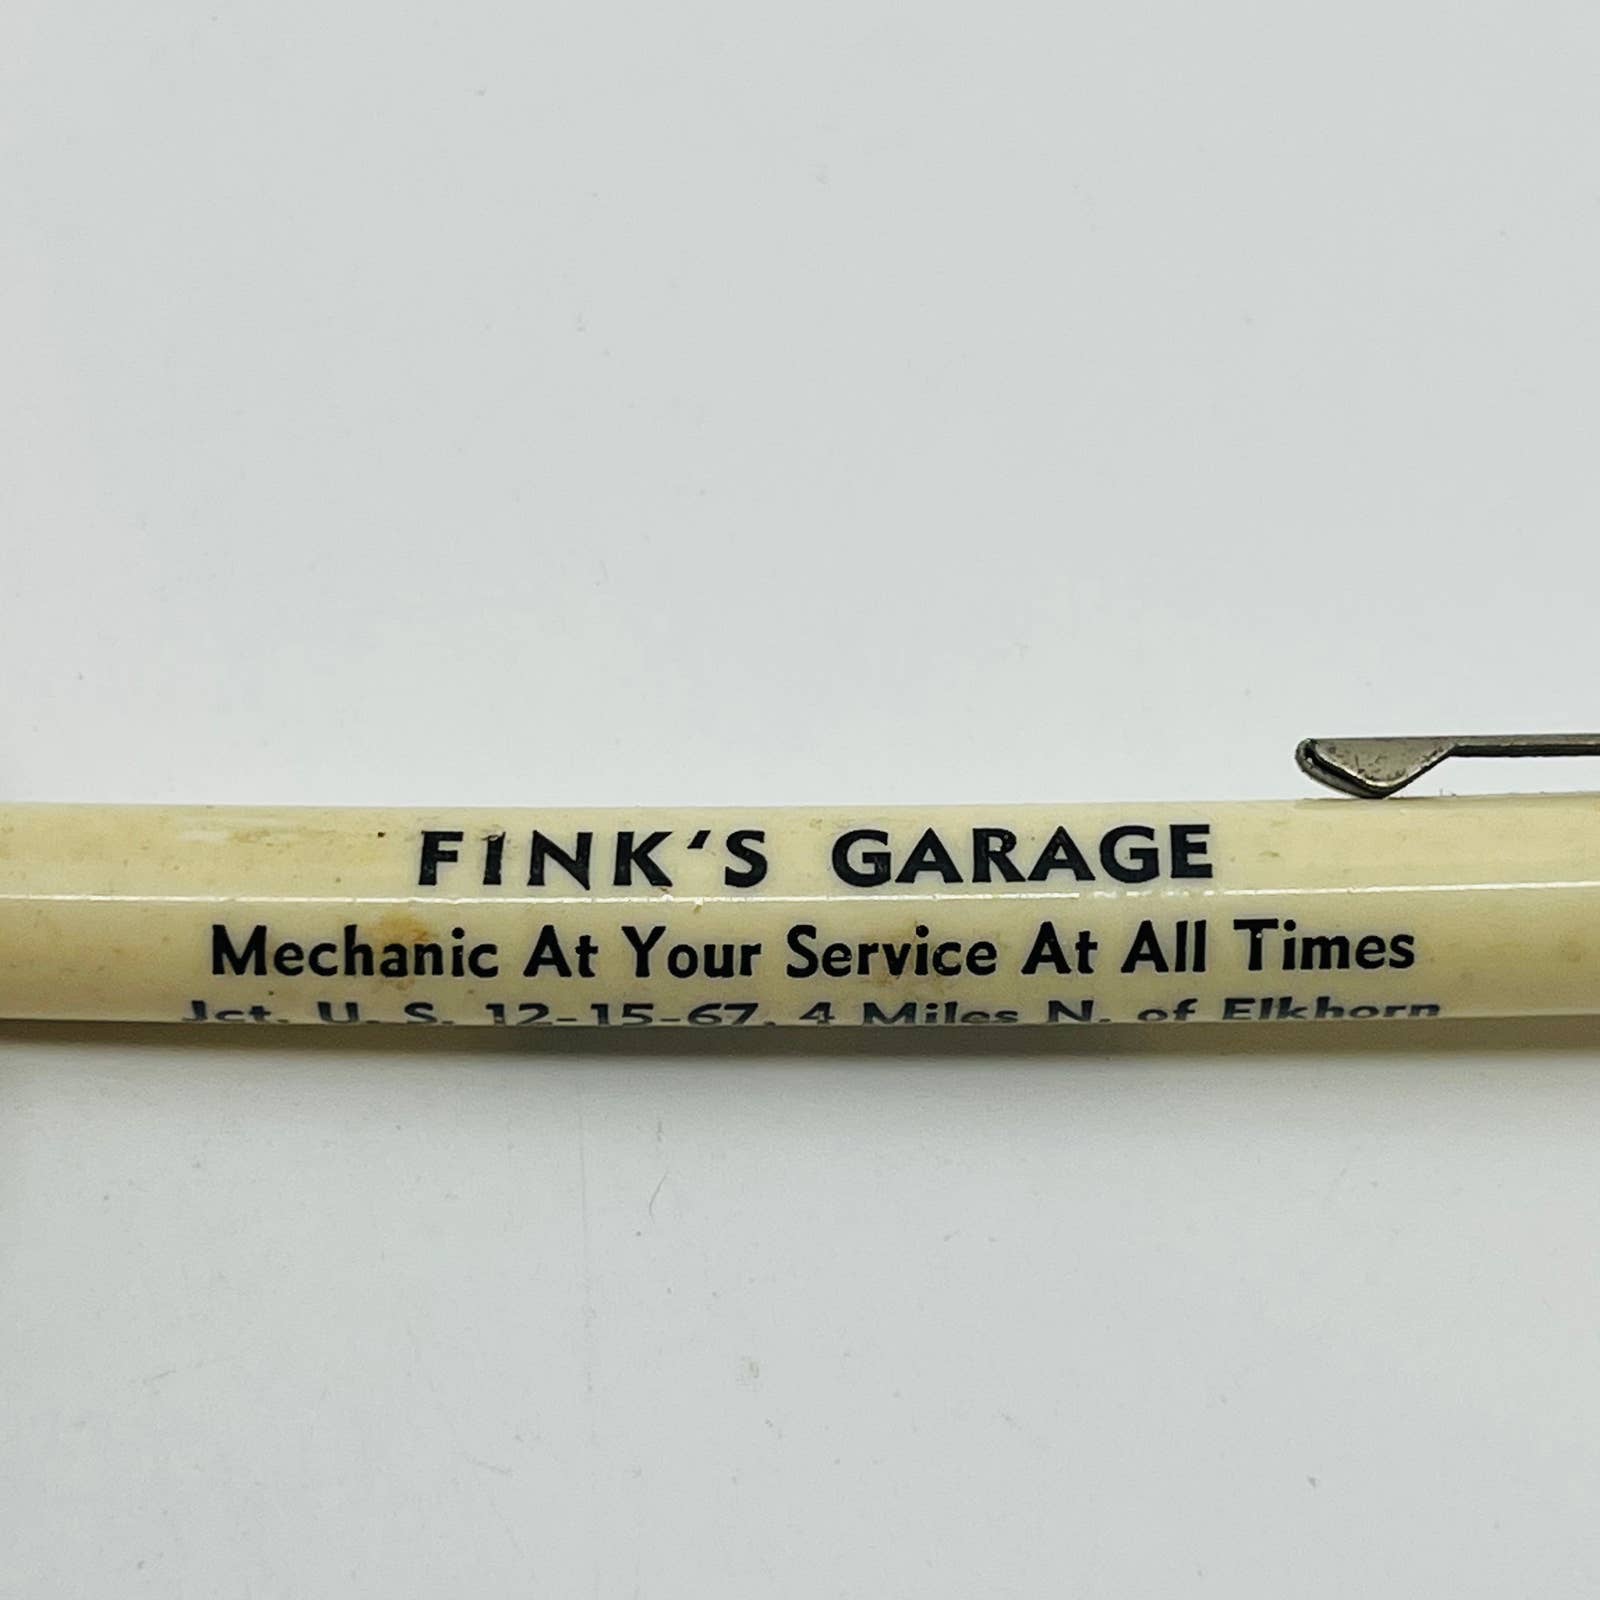 FINK'S GARAGE
Mechanic At Your Service At All Times
Jct. U. S. 12-15-67, 4 Miles N. of Elkhorn